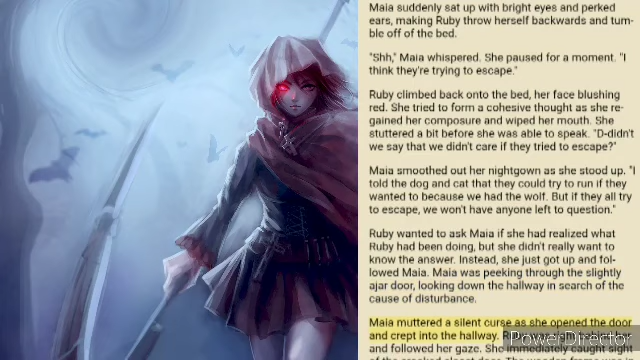 Maia suddenly sat up with bright eyes and perked
ears, making Ruby throw herself backwards and tum-
ble off of the bed.
"Shh," Maia whispered. She paused for a moment. "I
think they're trying to escape."
Ruby climbed back onto the bed, her face blushing
red. She tried to form a cohesive thought as she re-
gained her composure and wiped her mouth. She
stuttered a bit before she was able to speak. "D-didn't
we say that we didn't care if they tried to escape?"
Maia smoothed out her nightgown as she stood up. "I
told the dog and cat that they could try to run if they
wanted to because we had the wolf. But if they all try
to escape, we won't have anyone left to question."
Ruby wanted to ask Maia if she had realized what
Ruby had been doing, but she didn't really want to
know the answer. Instead, she just got up and fol-
lowed Maia. Maia was peeking through the slightly
ajar door, looking down the hallway in search of the
cause of disturbance.
Maia muttered a silent curse as she opened the door
and crept into the hallway.
and followed her gaze. She immediately caught sight
PowerDirector